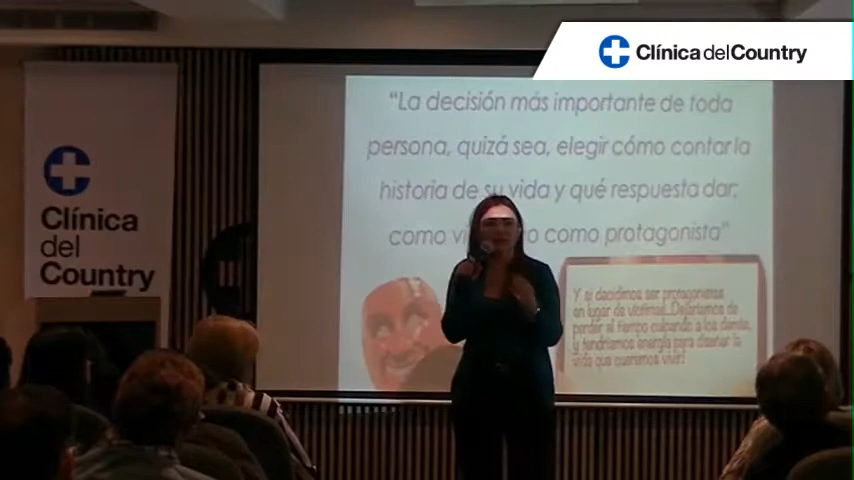 Clínica del Country
Clínica
del
Country
"La decisión más importante de toda
persona, quizá sea, elegir cómo contar la
historia de su vida y qué respuesta dar;
como o como protagonista"
Y si decidimos ser protagonistas
en lugar de víctimas...Dejaríamos de
perder el tiempo culpando a los demás,
y tendríamos energía para diseñar la
vida que queremos vivir!